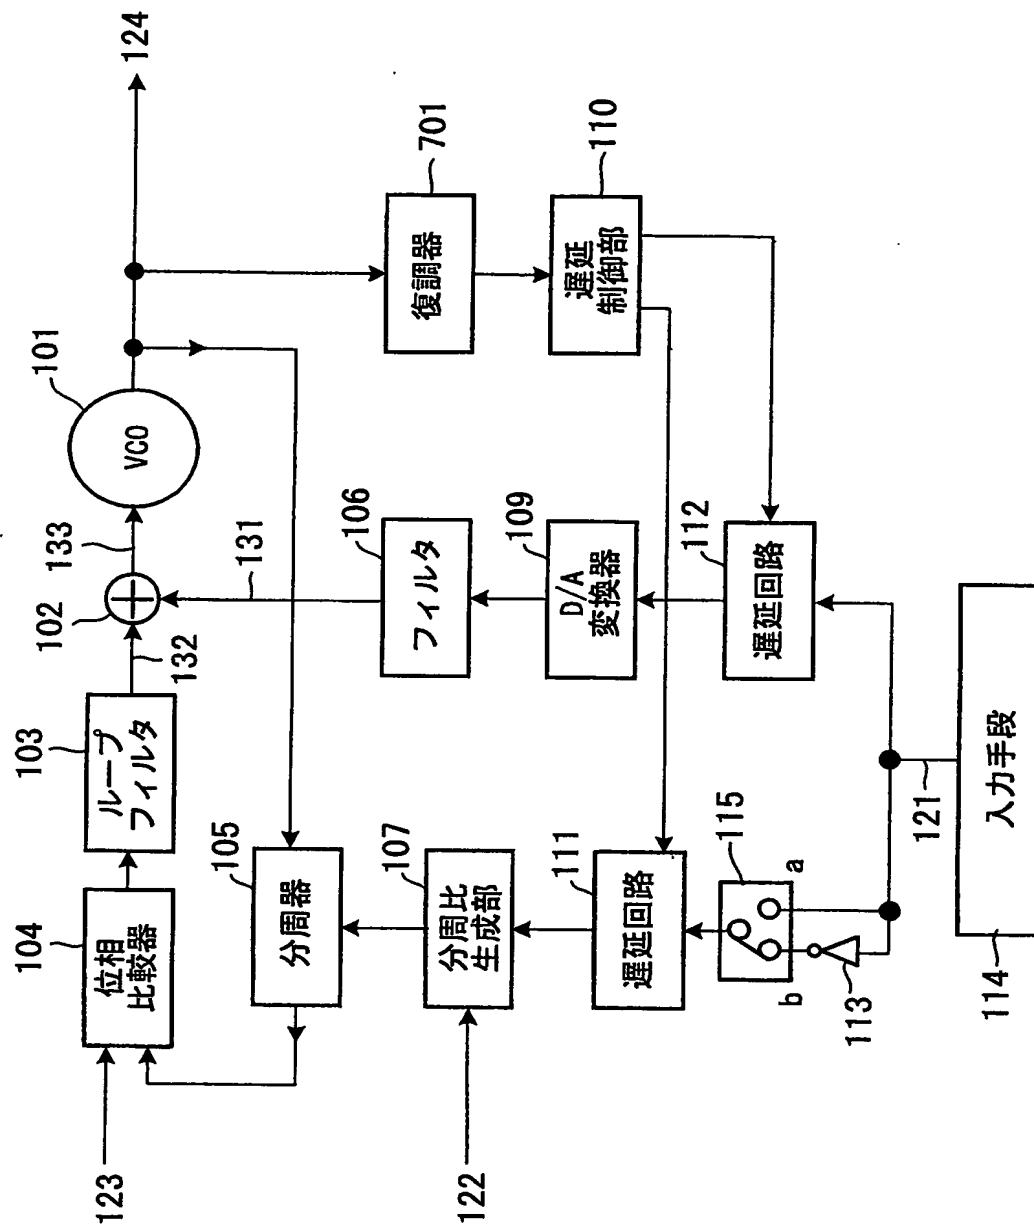 123
104
位相
比較器
103
ループ
フィルタ
132
102
133
101
VCO
124
131
105
分周器
106
フィルタ
701
復調器
122
107
分周比
生成部
109
D/A
変換器
110
遅延
制御部
111
遅延回路
112
遅延回路
115
a
b
113
121
114
入力手段